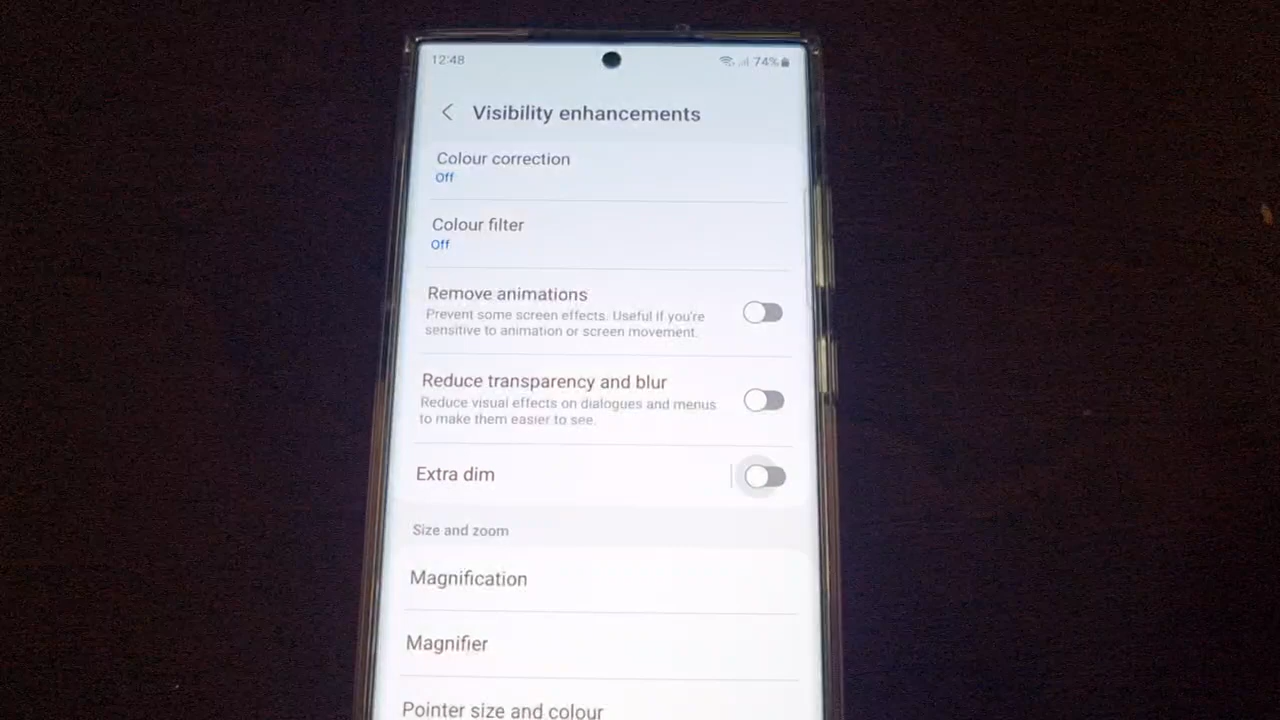 12:48
74%
Visibility enhancements
Colour correction
Off
Colour filter
Off
Remove animations
Prevent some screen effects. Useful if you're
sensitive to animation or screen movement.
Reduce transparency and blur
Reduce visual effects on dialogues and menus
to make them easier to see.
Extra dim
Size and zoom
Magnification
Magnifier
Pointer size and colour